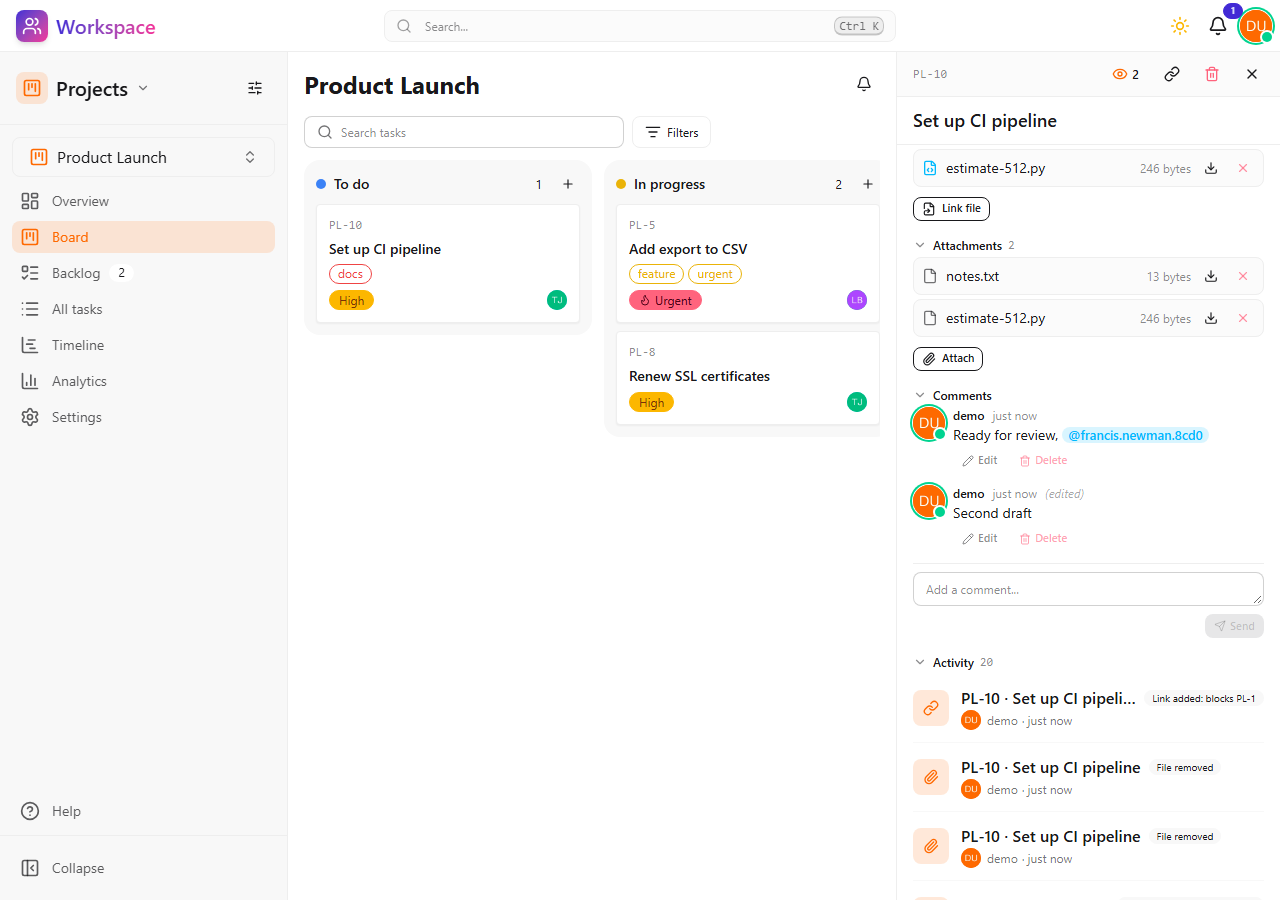 Workspace
Search...
Ctrl K
1
DU
Projects
Product Launch
Overview
Board
Backlog 2
All tasks
Timeline
Analytics
Settings
Help
Collapse
Product Launch
Search tasks
Filters
To do 1
PL-10
Set up CI pipeline
docs
High
TJ
In progress 2
PL-5
Add export to CSV
feature urgent
Urgent
LB
PL-8
Renew SSL certificates
High
TJ
PL-10
2
Set up CI pipeline
estimate-512.py 246 bytes
Link file
Attachments 2
notes.txt 13 bytes
estimate-512.py 246 bytes
Attach
Comments
DU
demo just now
Ready for review, @francis.newman.8cd0
Edit Delete
DU
demo just now (edited)
Second draft
Edit Delete
Add a comment...
Send
Activity 20
PL-10 · Set up CI pipeli... Link added: blocks PL-1
DU demo · just now
PL-10 · Set up CI pipeline File removed
DU demo · just now
PL-10 · Set up CI pipeline File removed
DU demo · just now